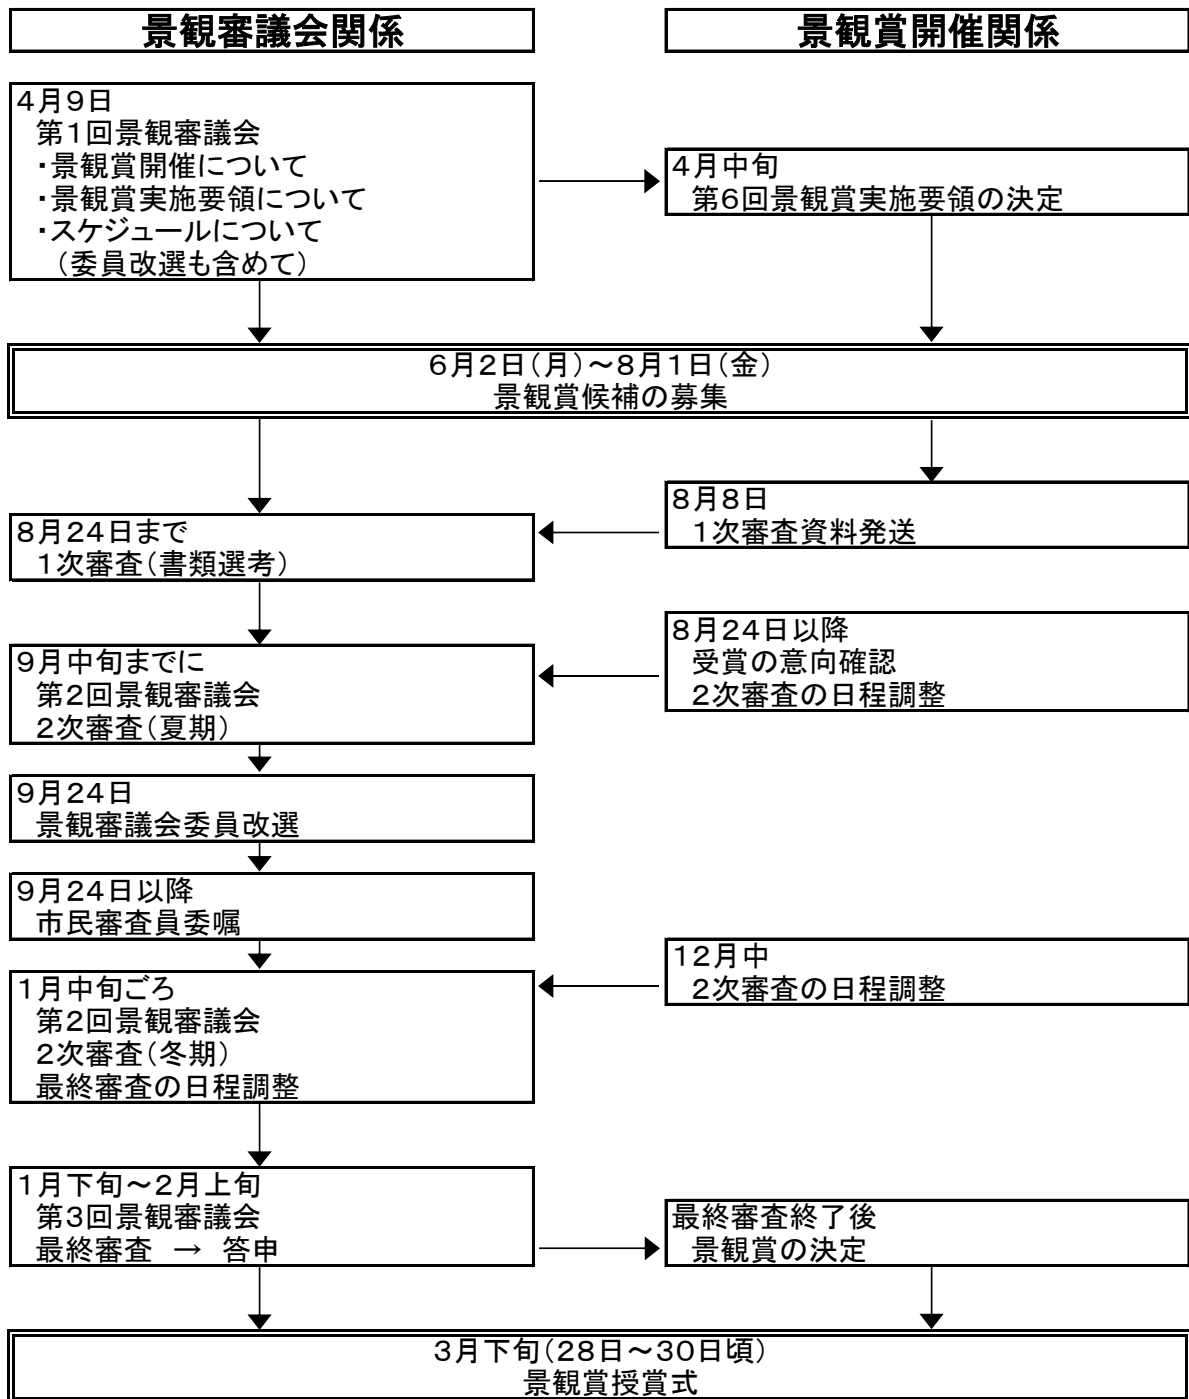 景観審議会関係
景観賞開催関係
4月9日
第1回景観審議会
・景観賞開催について
・景観賞実施要領について
・スケジュールについて
（委員改選も含めて）
4月中旬
第6回景観賞実施要領の決定
6月2日（月）～8月1日（金）
景観賞候補の募集
8月8日
1次審査資料発送
8月24日まで
1次審査（書類選考）
8月24日以降
受賞の意向確認
2次審査の日程調整
9月中旬までに
第2回景観審議会
2次審査（夏期）
9月24日
景観審議会委員改選
9月24日以降
市民審査員委嘱
12月中
2次審査の日程調整
1月中旬ごろ
第2回景観審議会
2次審査（冬期）
最終審査の日程調整
1月下旬～2月上旬
第3回景観審議会
最終審査　→　答申
最終審査終了後
景観賞の決定
3月下旬（28日～30日頃）
景観賞授賞式